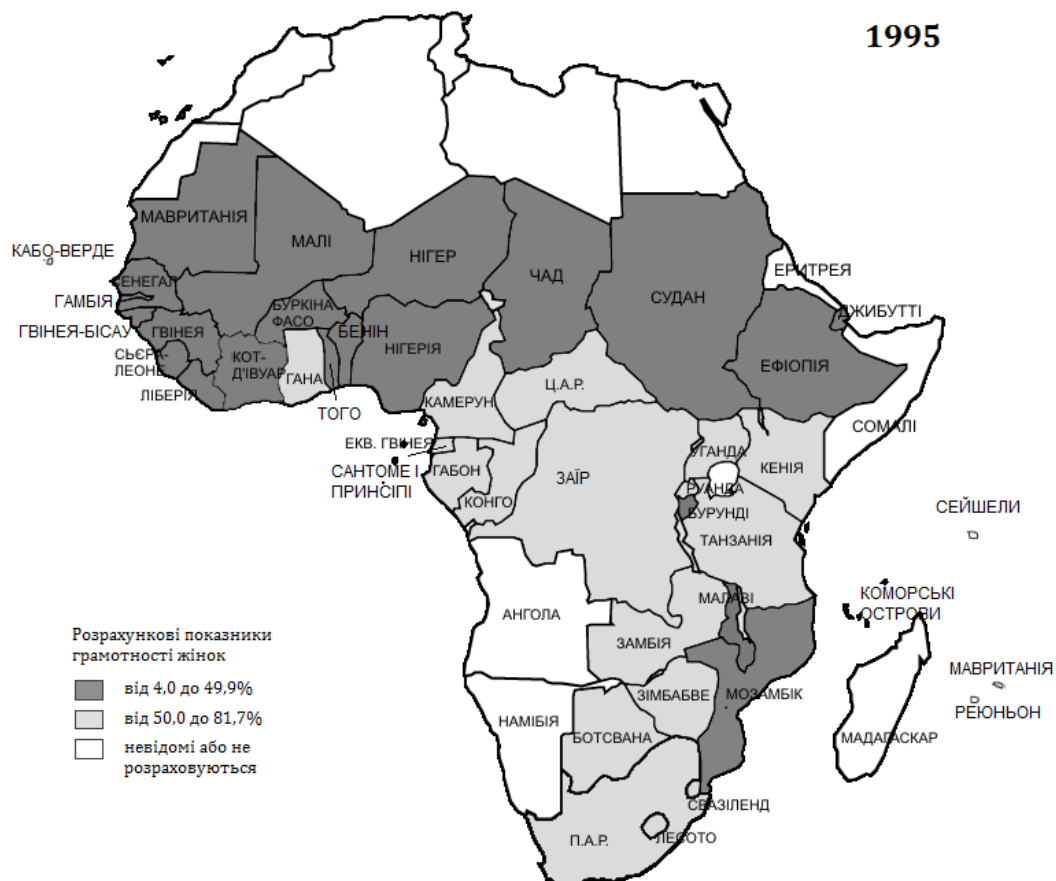 1995
МАВРИТАНІЯ
МАЛІ
НІГЕР
ЧАД
СУДАН
ЕРИТРЕЯ
КАБО-ВЕРДЕ
СЕНЕГАЛ
ГАМБІЯ
ДЖИБУТТІ
БУРКІНА
ФАСО
БЕНІН
ГВІНЕЯ-БІСАУ
ГВІНЕЯ
НІГЕРІЯ
ЕФІОПІЯ
СЬЄРА-
ЛЕОНЕ
КОТ-
Д'ІВУАР
ГАНА
Ц.А.Р.
ЛІБЕРІЯ
КАМЕРУН
ТОГО
СОМАЛІ
ЕКВ. ГВІНЕЯ
УГАНДА
КЕНІЯ
САНТОМЕ І
ПРИНСІПІ
ГАБОН
ЗАЇР
РУАНДА
КОНГО
БУРУНДІ
СЕЙШЕЛИ
ТАНЗАНІЯ
МАЛАВІ
КОМОРСЬКІ
ОСТРОВИ
АНГОЛА
ЗАМБІЯ
МАВРИТАНІЯ
ЗІМБАБВЕ
МОЗАМБІК
РЕЮНЬОН
НАМІБІЯ
БОТСВАНА
МАДАГАСКАР
СВАЗІЛЕНД
П.А.Р.
ЛЕСОТО
Розрахункові показники
грамотності жінок
від 4,0 до 49,9%
від 50,0 до 81,7%
невідомі або не
розраховуються